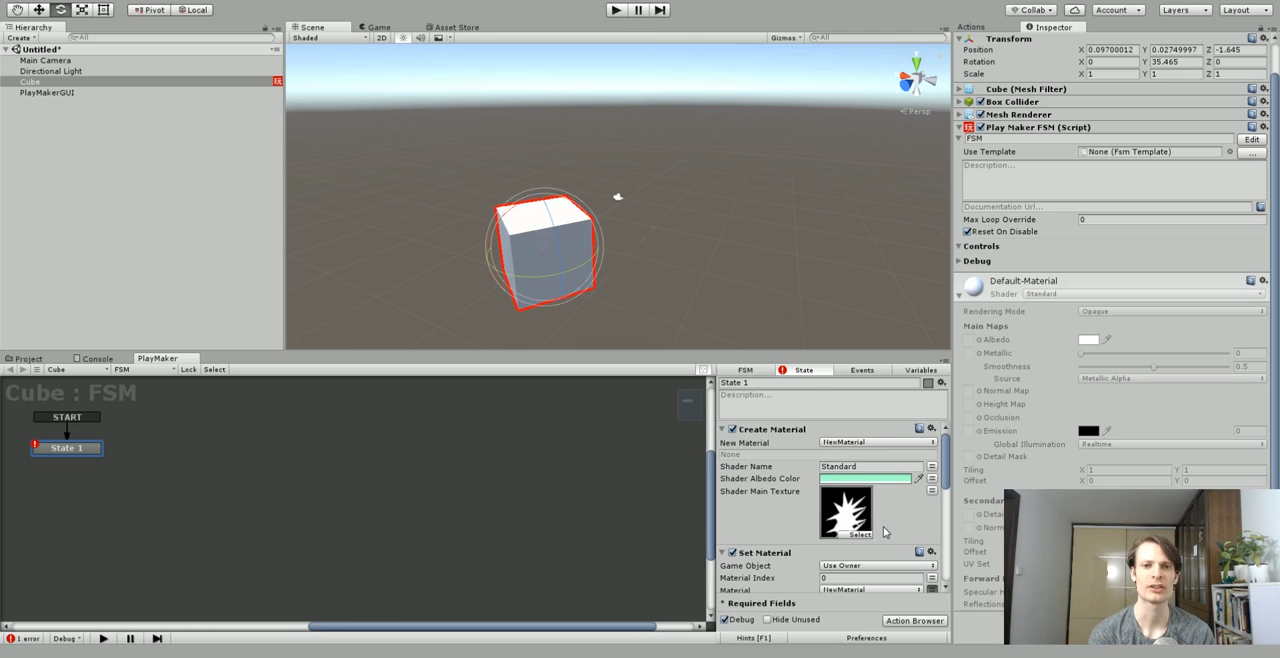 Pivot Local
Collab Account Layers Layout
Hierarchy
Create All
Untitled*
Main Camera
Directional Light
Cube
PlayMakerGUI
Scene Game Asset Store
Shaded 2D Gizmos All
y
Persp
Actions Inspector
Transform
Position X 0.09700012 Y 0.02749997 Z -1.645
Rotation X 0 Y 35.465 Z 0
Scale X 1 Y 1 Z 1
Cube (Mesh Filter)
Box Collider
Mesh Renderer
Play Maker FSM (Script)
FSM Edit
Use Template None (Fsm Template) ...
Description...
Documentation Url...
Max Loop Override 0
Reset On Disable
Controls
Debug
Default-Material
Shader Standard
Rendering Mode Opaque
Main Maps
Albedo
Metallic 0
Smoothness 0.5
Source Metallic Alpha
Normal Map
Height Map
Occlusion
Emission 0
Global Illumination Realtime
Detail Mask
Tiling X 1 Y 1
Offset X 0 Y 0
Project Console PlayMaker
Cube FSM Lock Select
Cube : FSM
START
State 1
1 error Debug
FSM State Events Variables
State 1
Description...
Create Material
New Material NewMaterial
None
Shader Name Standard
Shader Albedo Color
Shader Main Texture
Select
Set Material
Game Object Use Owner
Material Index 0
Material NewMaterial
* Required Fields
Debug Hide Unused Action Browser
Hints [F1] Preferences
Tiling
Offset
UV Set